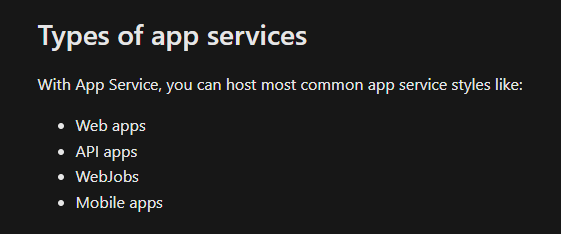 Types of app services
With App Service, you can host most common app service styles like:
• Web apps
• API apps
• WebJobs
• Mobile apps